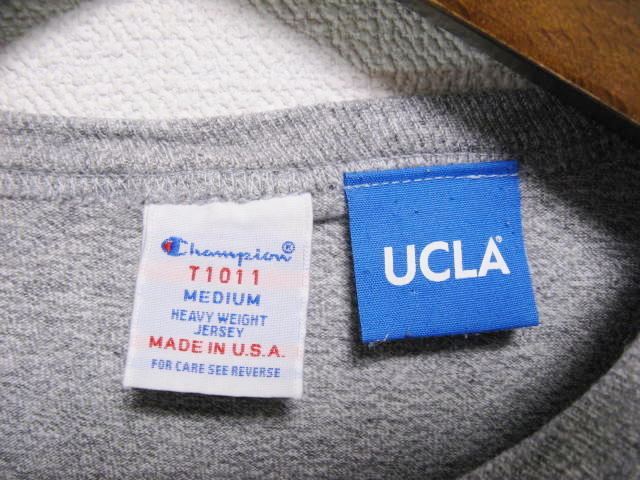 Champion®
T1011
MEDIUM
HEAVY WEIGHT
JERSEY
MADE IN U.S.A.
FOR CARE SEE REVERSE
UCLA®